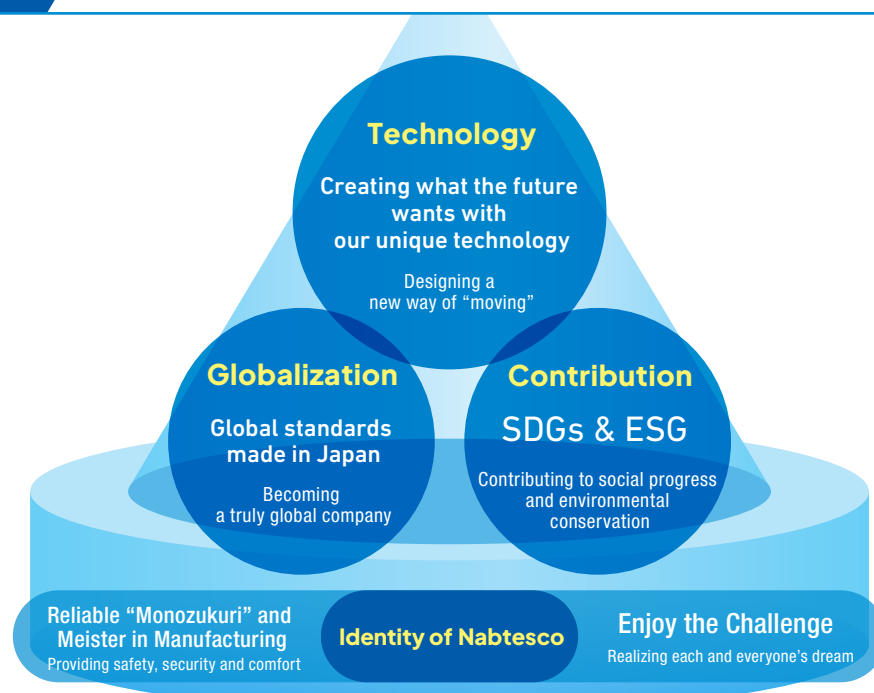 Technology
Creating what the future
wants with
our unique technology
Designing a
new way of “moving”
Globalization
Global standards
made in Japan
Becoming
a truly global company
Contribution
SDGs & ESG
Contributing to social progress
and environmental
conservation
Reliable “Monozukuri” and
Meister in Manufacturing
Providing safety, security and comfort
Identity of Nabtesco
Enjoy the Challenge
Realizing each and everyone’s dream